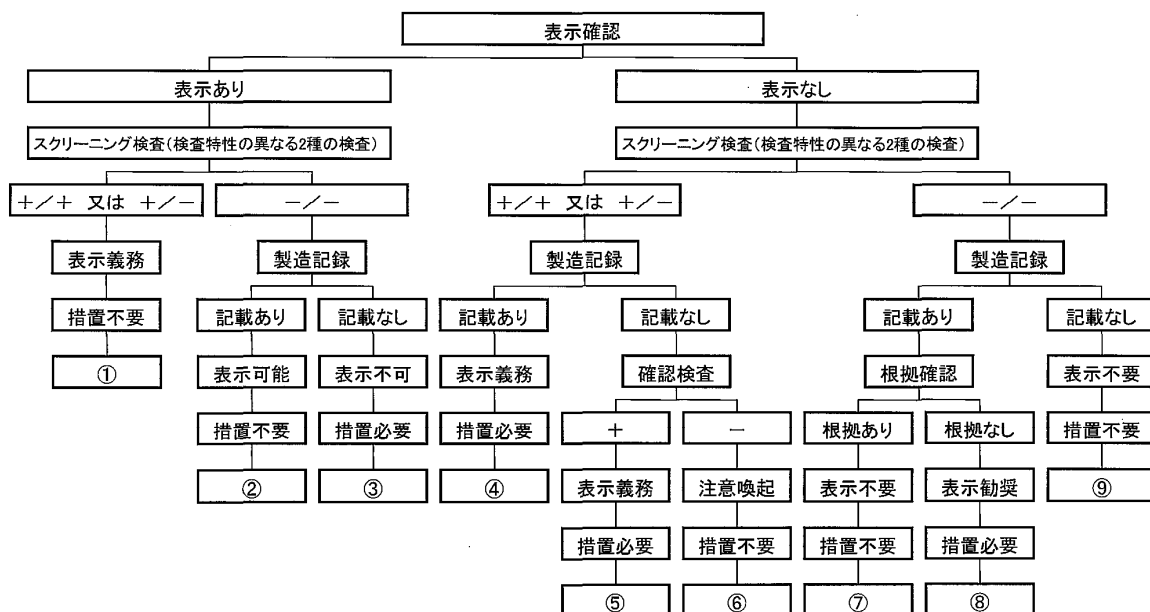 表示確認
表示あり
表示なし
スクリーニング検査(検査特性の異なる2種の検査)
スクリーニング検査(検査特性の異なる2種の検査)
+/+ 又は +/-
-/-
+/+ 又は +/-
-/-
表示義務
製造記録
製造記録
製造記録
措置不要
記載あり
記載なし
記載あり
記載なし
記載あり
記載なし
①
表示可能
表示不可
表示義務
確認検査
根拠確認
表示不要
措置不要
措置必要
措置必要
+
-
根拠あり
根拠なし
措置不要
②
③
④
表示義務
注意喚起
表示不要
表示勧奨
⑨
措置必要
措置不要
措置不要
措置必要
⑤
⑥
⑦
⑧